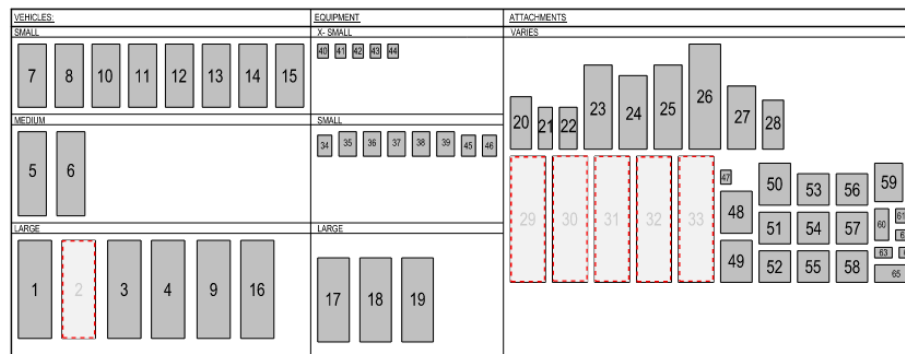 VEHICLES: EQUIPMENT ATTACHMENTS
SMALL X- SMALL VARIES
7 8 10 11 12 13 14 15
40 41 42 43 44
20 21 22 23 24 25 26 27 28
MEDIUM SMALL
5 6
34 35 36 37 38 39 45 46
29 30 31 32 33
47 48 49
50 51 52
53 54 55
56 57 58
59
60 61
63
65
LARGE LARGE
1 2 3 4 9 16
17 18 19